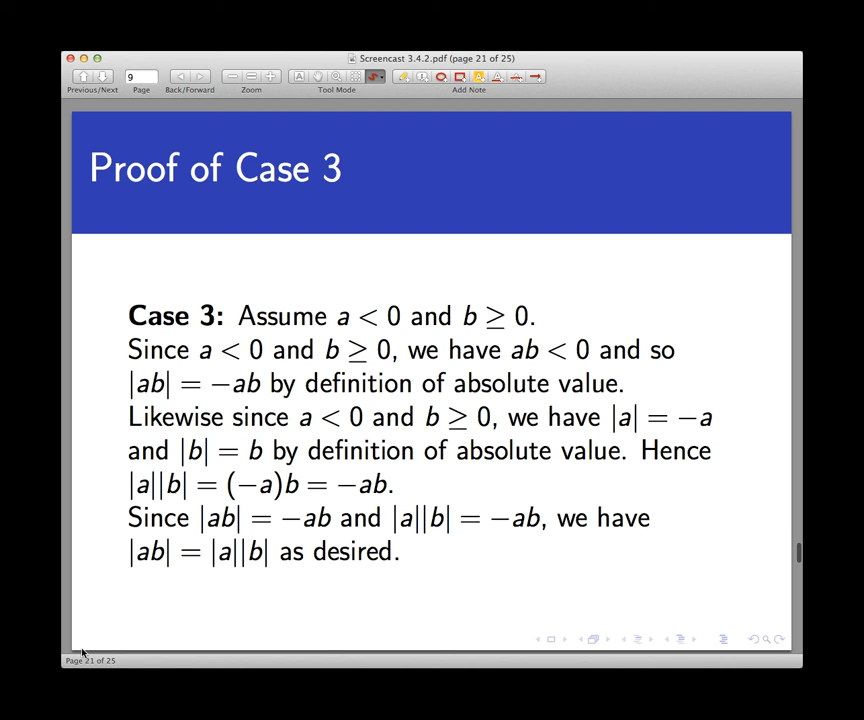 Screencast 3.4.2.pdf (page 21 of 25)
9
Previous/Next Page Back/Forward Zoom Tool Mode Add Note
Proof of Case 3
Case 3: Assume a < 0 and b ≥ 0.
Since a < 0 and b ≥ 0, we have ab < 0 and so
|ab| = −ab by definition of absolute value.
Likewise since a < 0 and b ≥ 0, we have |a| = −a
and |b| = b by definition of absolute value. Hence
|a||b| = (−a)b = −ab.
Since |ab| = −ab and |a||b| = −ab, we have
|ab| = |a||b| as desired.
Page 21 of 25